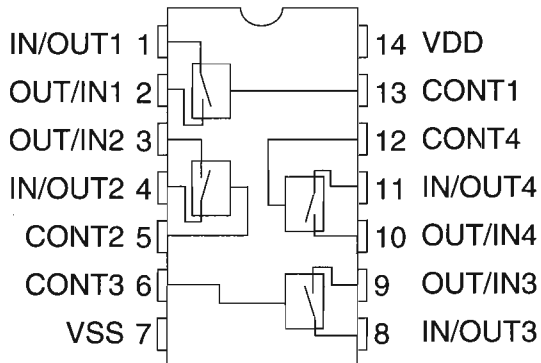 IN/OUT1 1
14 VDD
OUT/IN1 2
13 CONT1
OUT/IN2 3
12 CONT4
IN/OUT2 4
11 IN/OUT4
CONT2 5
10 OUT/IN4
CONT3 6
9 OUT/IN3
VSS 7
8 IN/OUT3